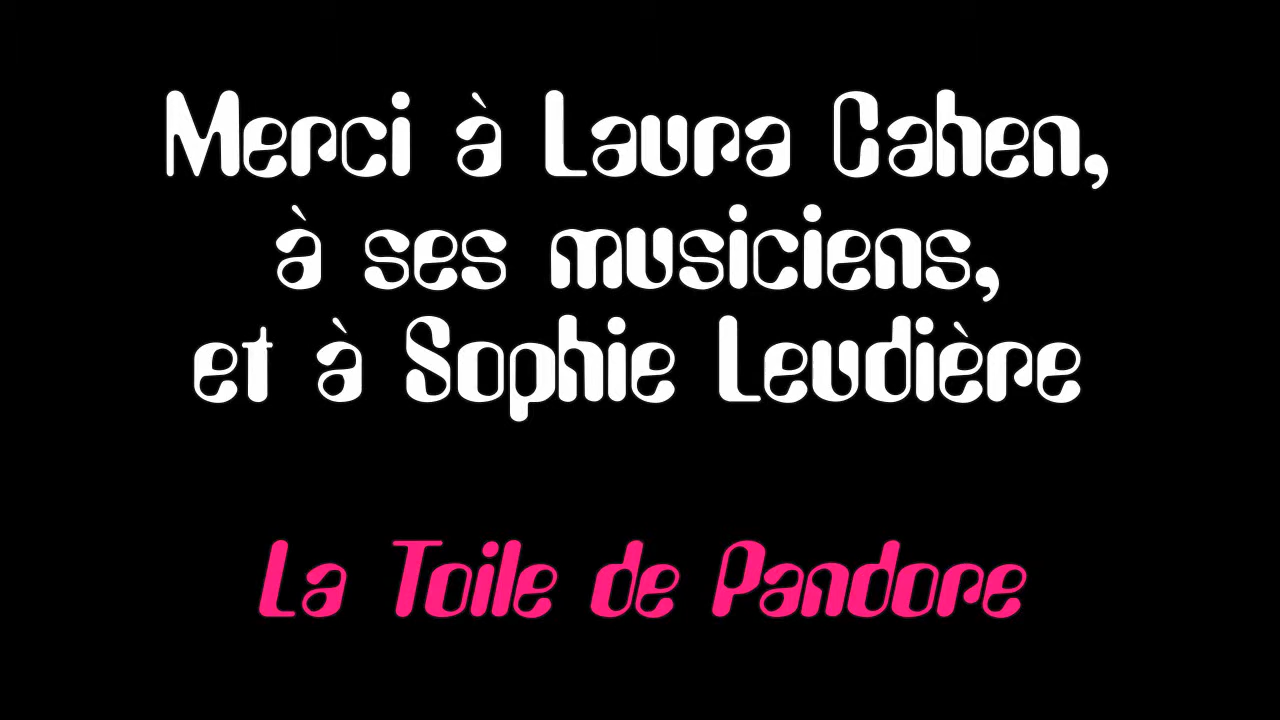 Merci à Laura Cahen,
à ses musiciens,
et à Sophie Leudière
La Toile de Pandore